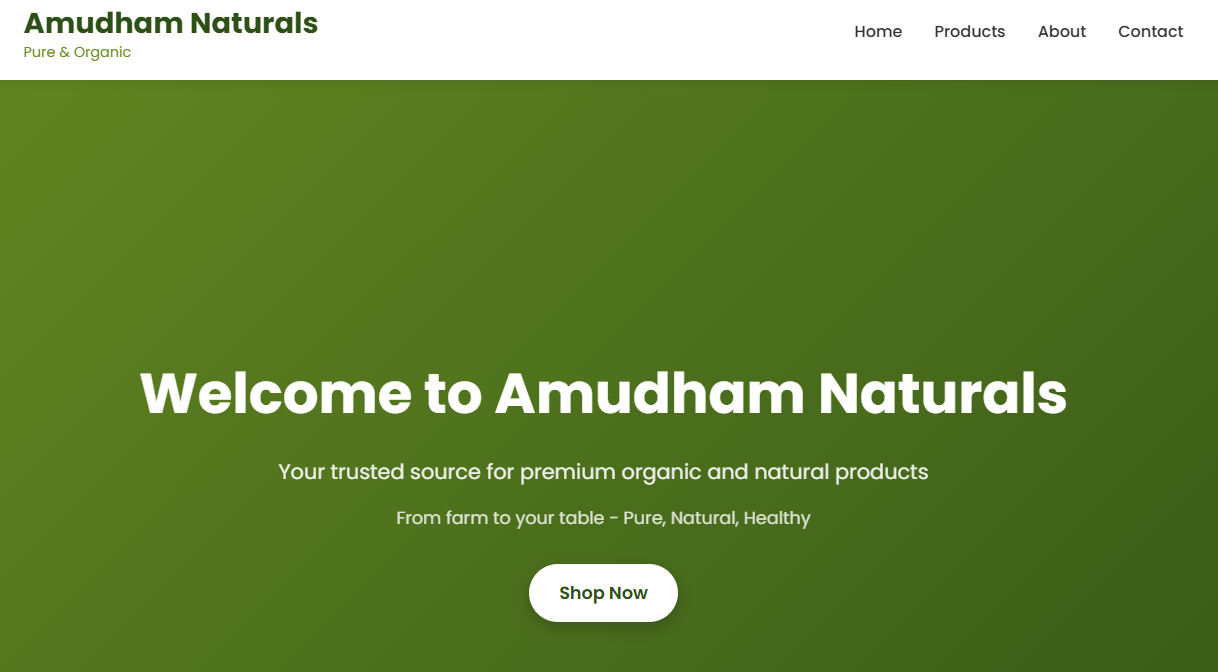 Amudham Naturals
Pure & Organic
Home Products About Contact
Welcome to Amudham Naturals
Your trusted source for premium organic and natural products
From farm to your table - Pure, Natural, Healthy
Shop Now